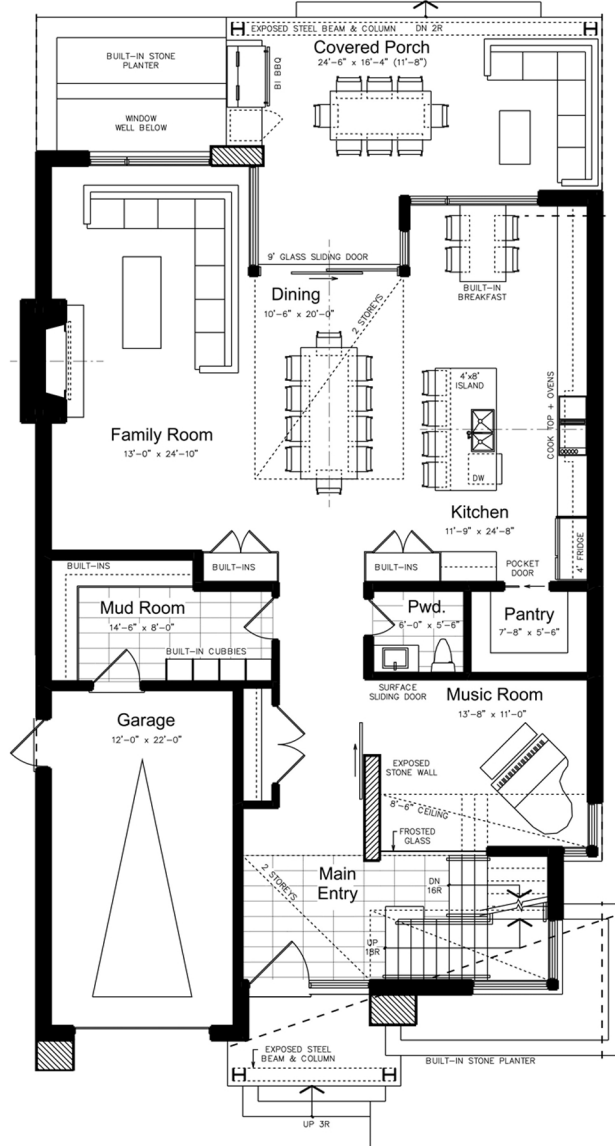 EXPOSED STEEL BEAM & COLUMN
DN 2R
Covered Porch
24'-6" x 16'-4" (11'-8")
BUILT-IN STONE
PLANTER
BI BBQ
WINDOW
WELL BELOW
9' GLASS SLIDING DOOR
Dining
10'-6" x 20'-0"
2 STOREYS
BUILT-IN
BREAKFAST
4'x8'
ISLAND
COOK TOP + OVENS
Family Room
13'-0" x 24'-10"
DW
Kitchen
11'-9" x 24'-8"
4' FRIDGE
BUILT-INS
BUILT-INS
BUILT-INS
POCKET
DOOR
Mud Room
14'-6" x 8'-0"
Pwd.
6'-0" x 5'-6"
Pantry
7'-8" x 5'-6"
BUILT-IN CUBBIES
SURFACE
SLIDING DOOR
Music Room
13'-8" x 11'-0"
Garage
12'-0" x 22'-0"
EXPOSED
STONE WALL
8'-6" CEILING
FROSTED
GLASS
2 STOREYS
Main
Entry
DN
16R
UP
18R
EXPOSED STEEL
BEAM & COLUMN
BUILT-IN STONE PLANTER
UP 3R